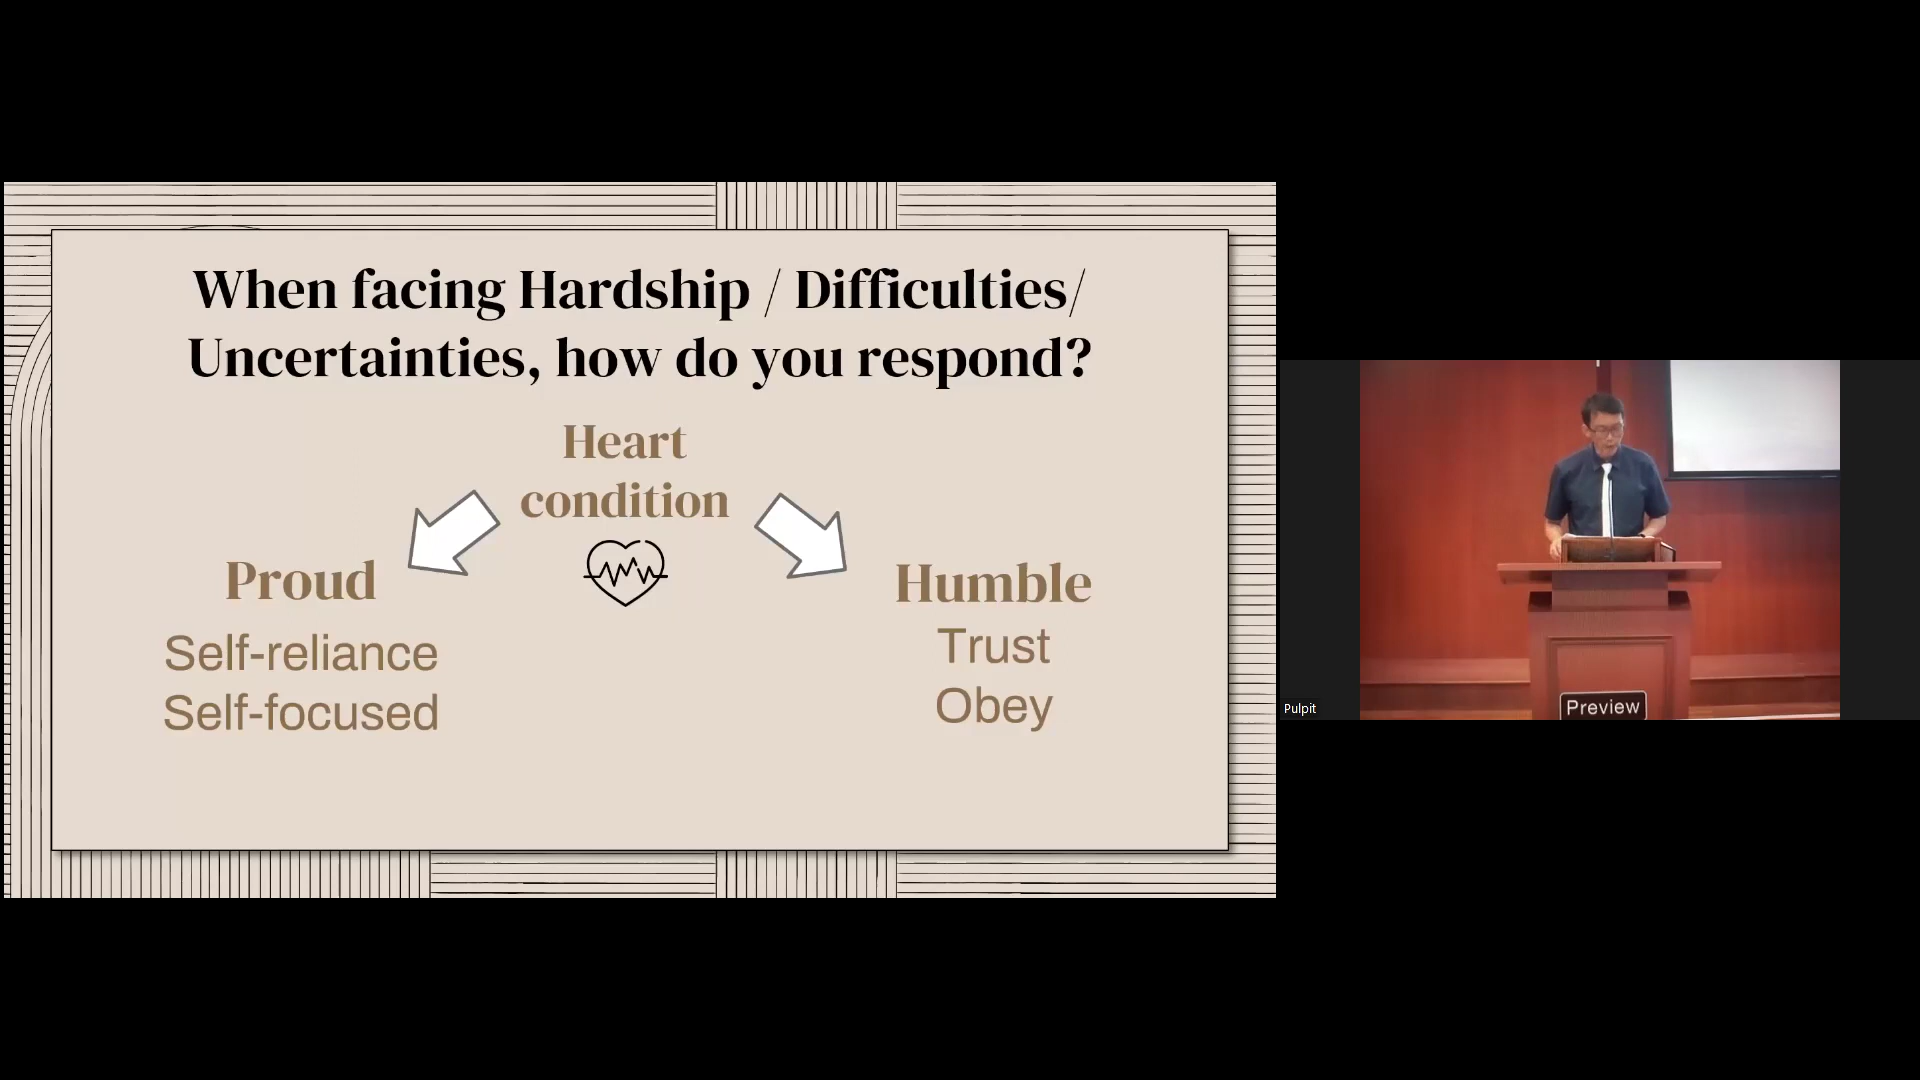 When facing Hardship / Difficulties/
Uncertainties, how do you respond?
Heart
condition
Proud
Self-reliance
Self-focused
Humble
Trust
Obey
Pulpit
Preview